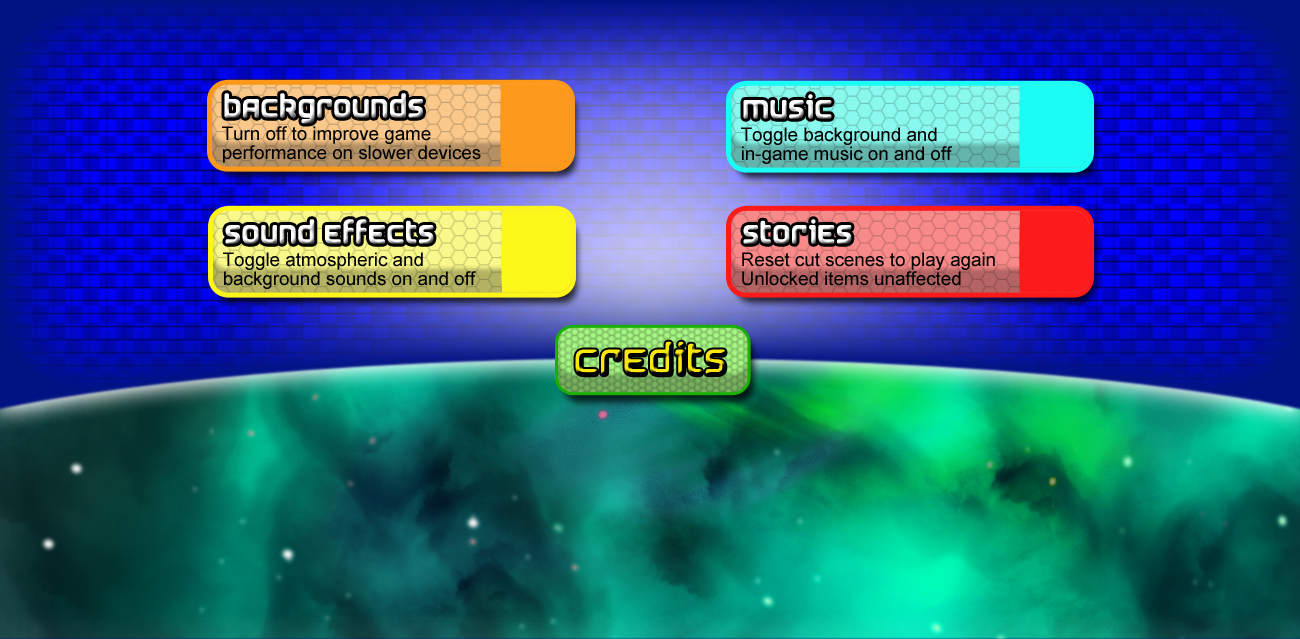 backgrounds
Turn off to improve game
performance on slower devices
music
Toggle background and
in-game music on and off
sound effects
Toggle atmospheric and
background sounds on and off
stories
Reset cut scenes to play again
Unlocked items unaffected
credits